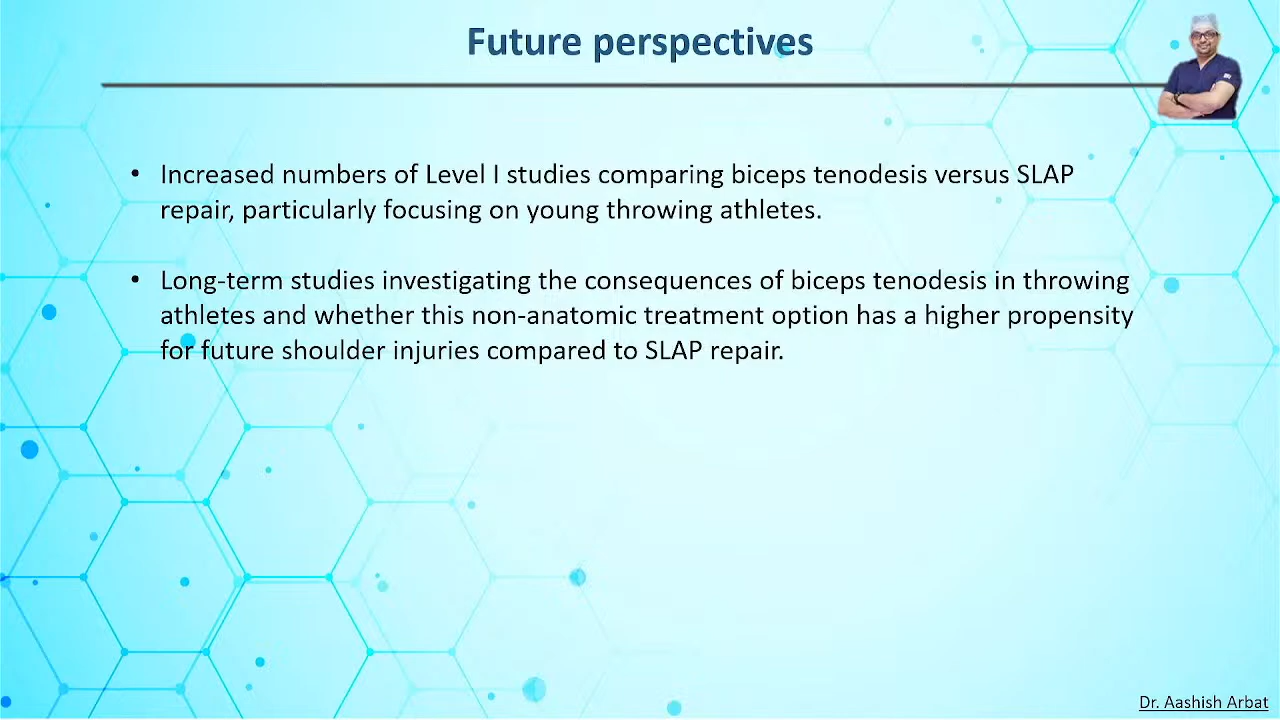 Future perspectives
• Increased numbers of Level I studies comparing biceps tenodesis versus SLAP
repair, particularly focusing on young throwing athletes.
• Long-term studies investigating the consequences of biceps tenodesis in throwing
athletes and whether this non-anatomic treatment option has a higher propensity
for future shoulder injuries compared to SLAP repair.
Dr. Aashish Arbat